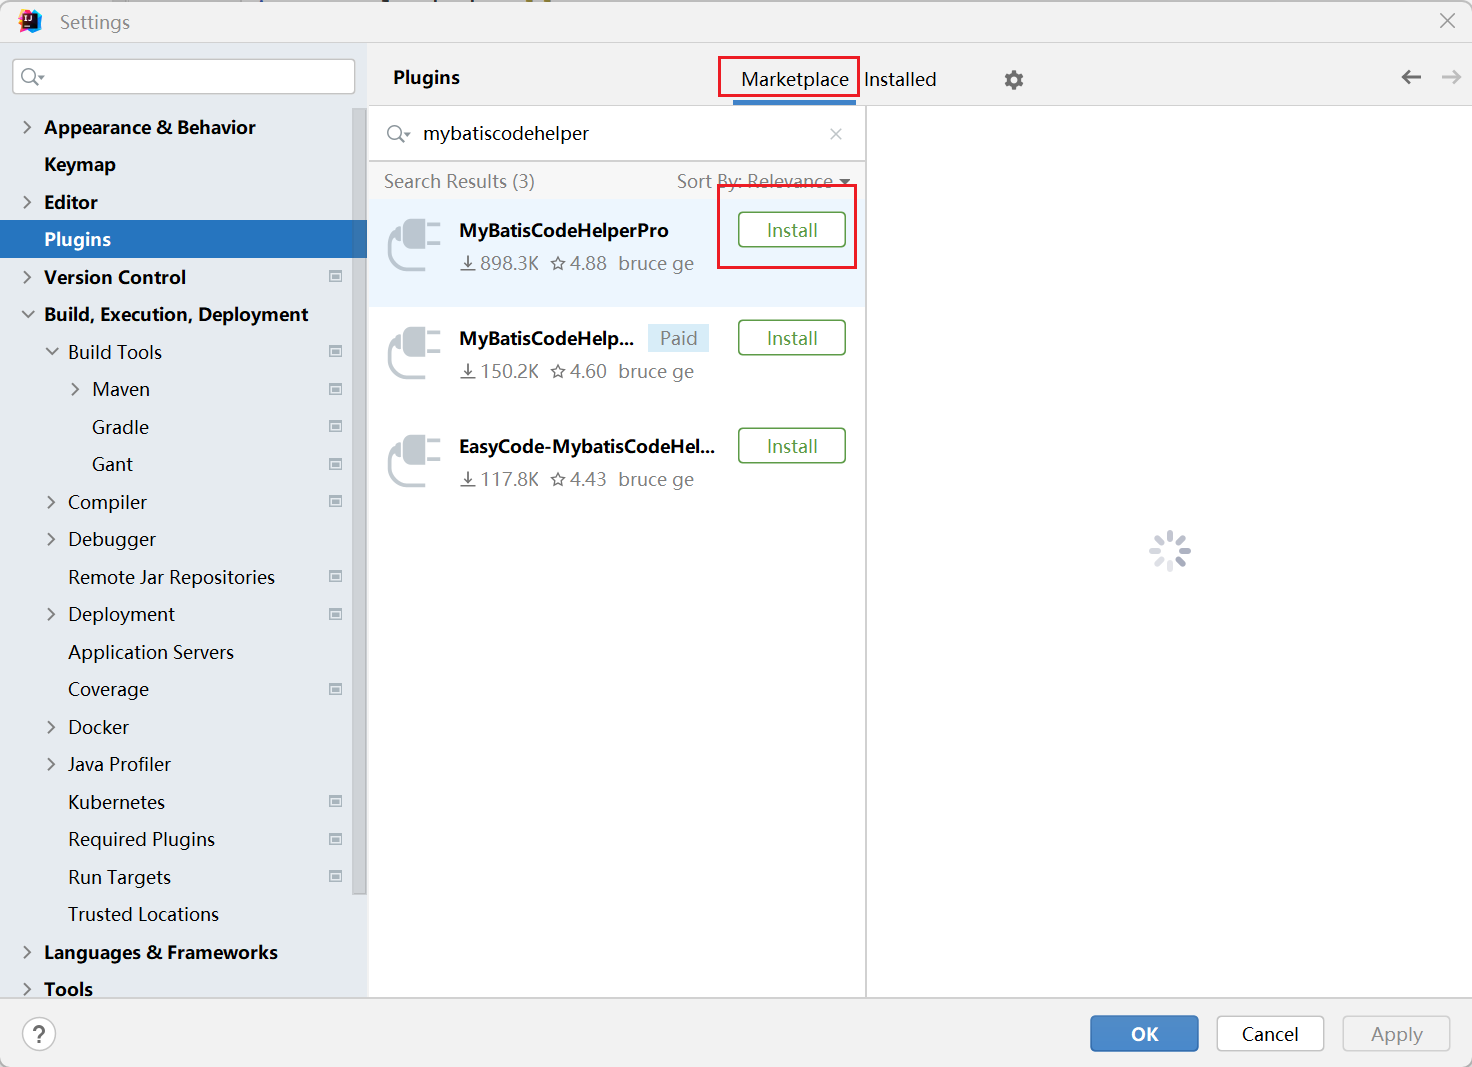 Settings
Plugins
Marketplace
Installed
Appearance & Behavior
Keymap
Editor
Plugins
Version Control
Build, Execution, Deployment
Build Tools
Maven
Gradle
Gant
Compiler
Debugger
Remote Jar Repositories
Deployment
Application Servers
Coverage
Docker
Java Profiler
Kubernetes
Required Plugins
Run Targets
Trusted Locations
Languages & Frameworks
Tools
mybatiscodehelper
Search Results (3)
Sort By: Relevance
MyBatisCodeHelperPro
Install
898.3K 4.88 bruce ge
MyBatisCodeHelp... Paid
Install
150.2K 4.60 bruce ge
EasyCode-MybatisCodeHel...
Install
117.8K 4.43 bruce ge
?
OK
Cancel
Apply